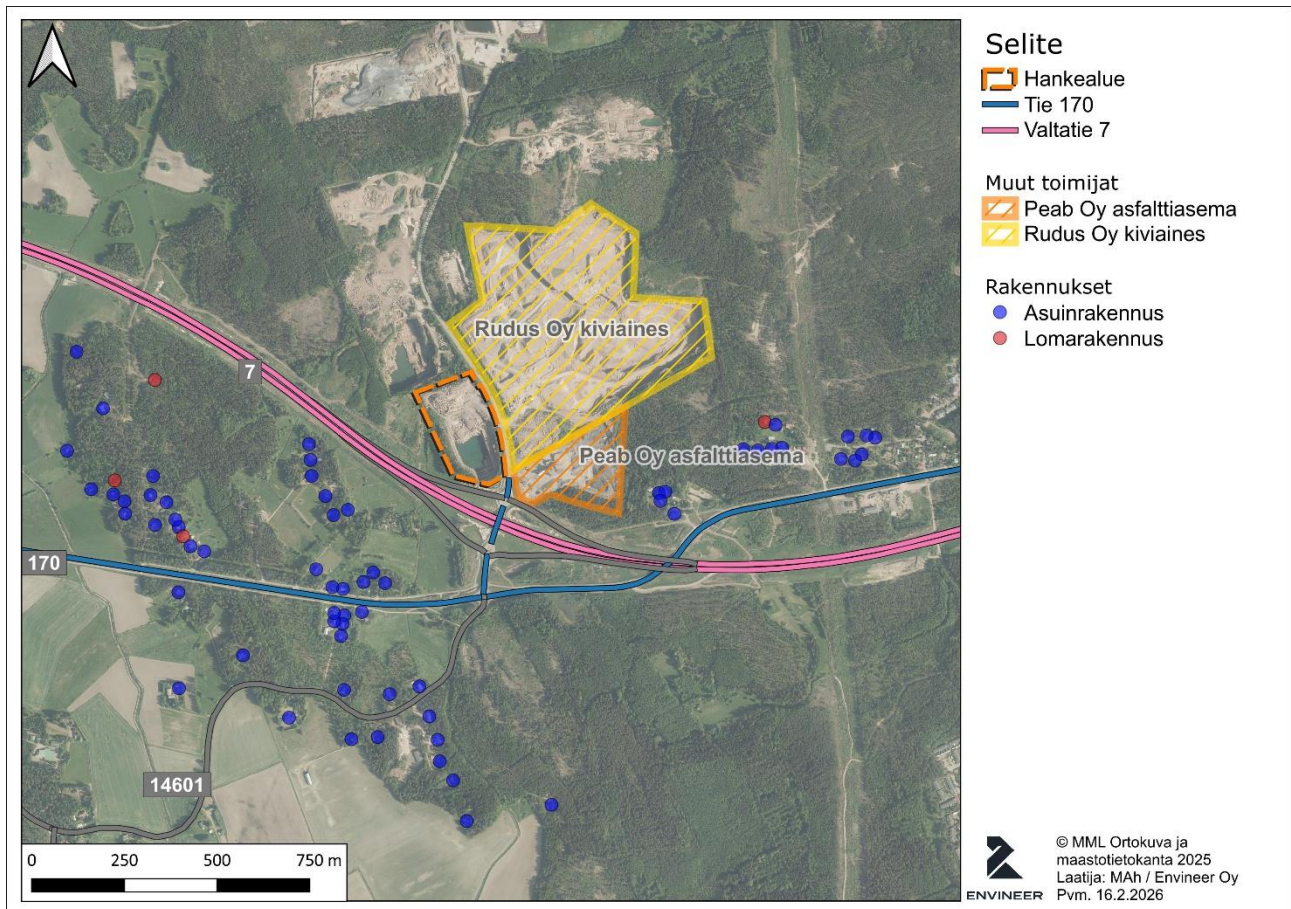 Selite
Hankealue
Tie 170
Valtatie 7
Muut toimijat
Peab Oy asfalttiasema
Rudus Oy kiviaines
Rakennukset
Asuinrakennus
Lomarakennus
Rudus Oy kiviaines
7
Peab Oy asfalttiasema
170
14601
0 250 500 750 m
ENVINEER
© MML Ortokuva ja
maastotietokanta 2025
Laatija: MAh / Envineer Oy
Pvm. 16.2.2026